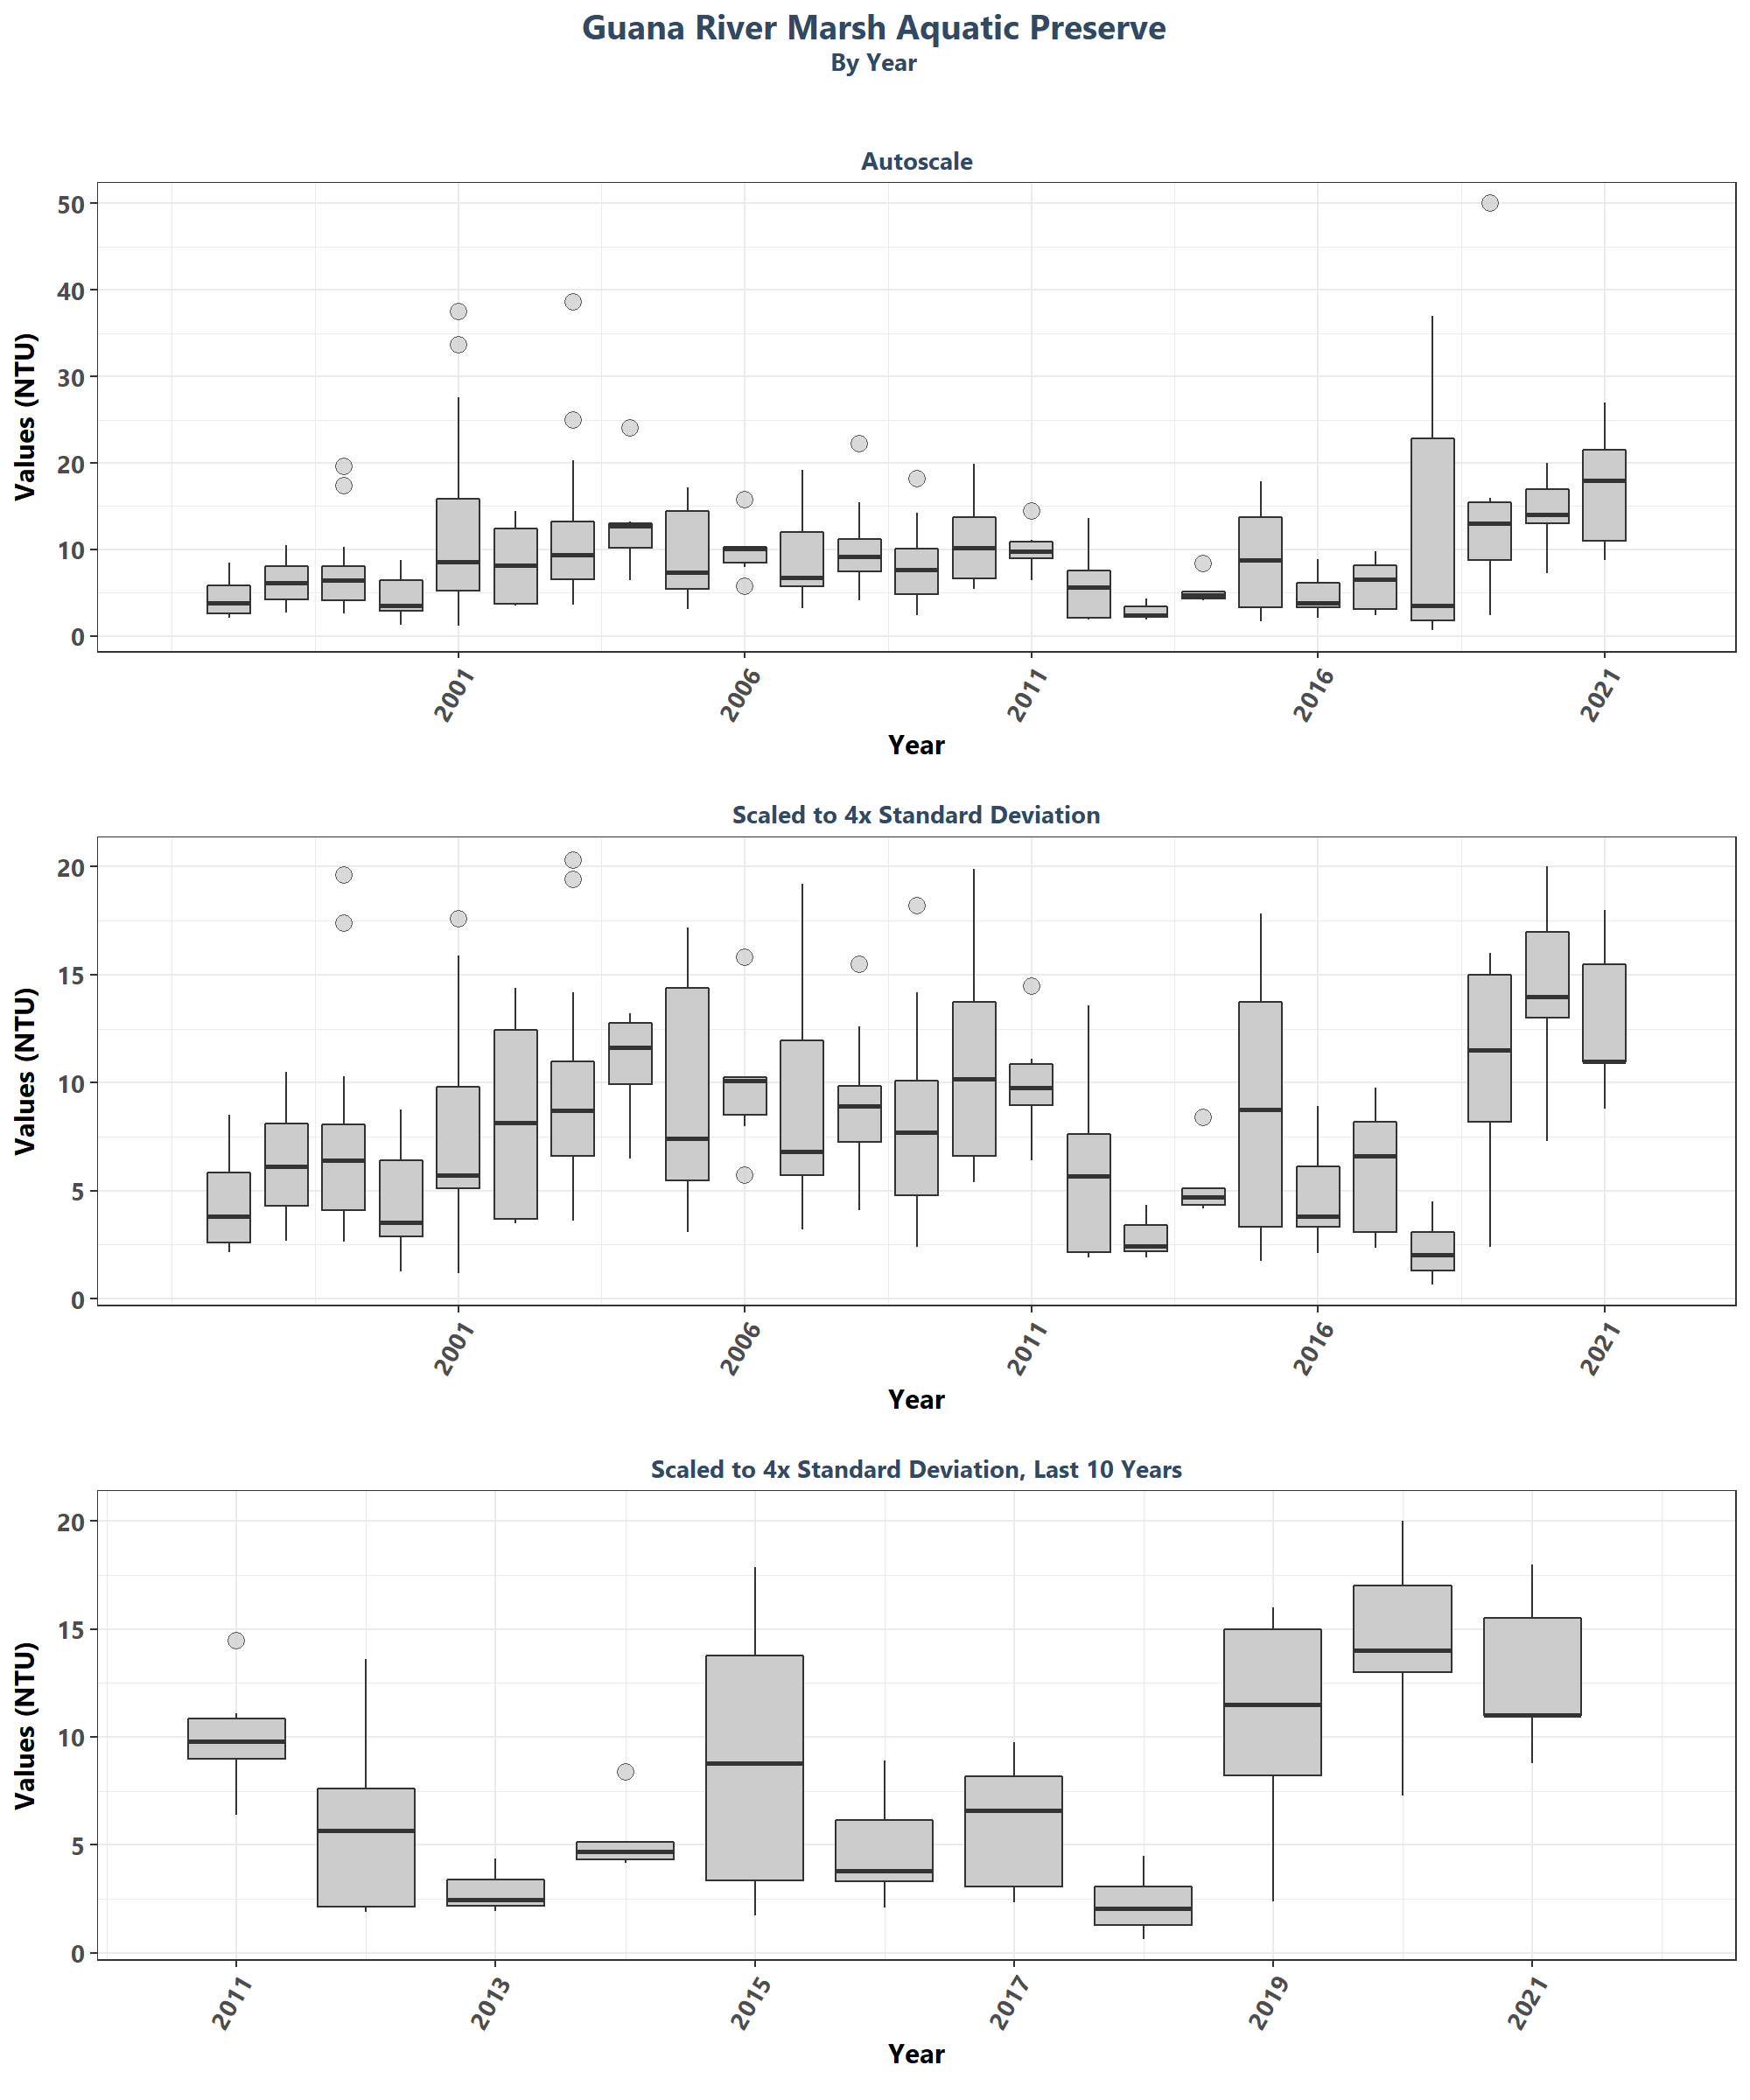 Guana River Marsh Aquatic Preserve
By Year
Autoscale
Values (NTU)
50
40
30
20
10
0
2001 2006 2011 2016 2021
Year
Scaled to 4x Standard Deviation
Values (NTU)
20
15
10
5
0
2001 2006 2011 2016 2021
Year
Scaled to 4x Standard Deviation, Last 10 Years
Values (NTU)
20
15
10
5
0
2011 2013 2015 2017 2019 2021
Year